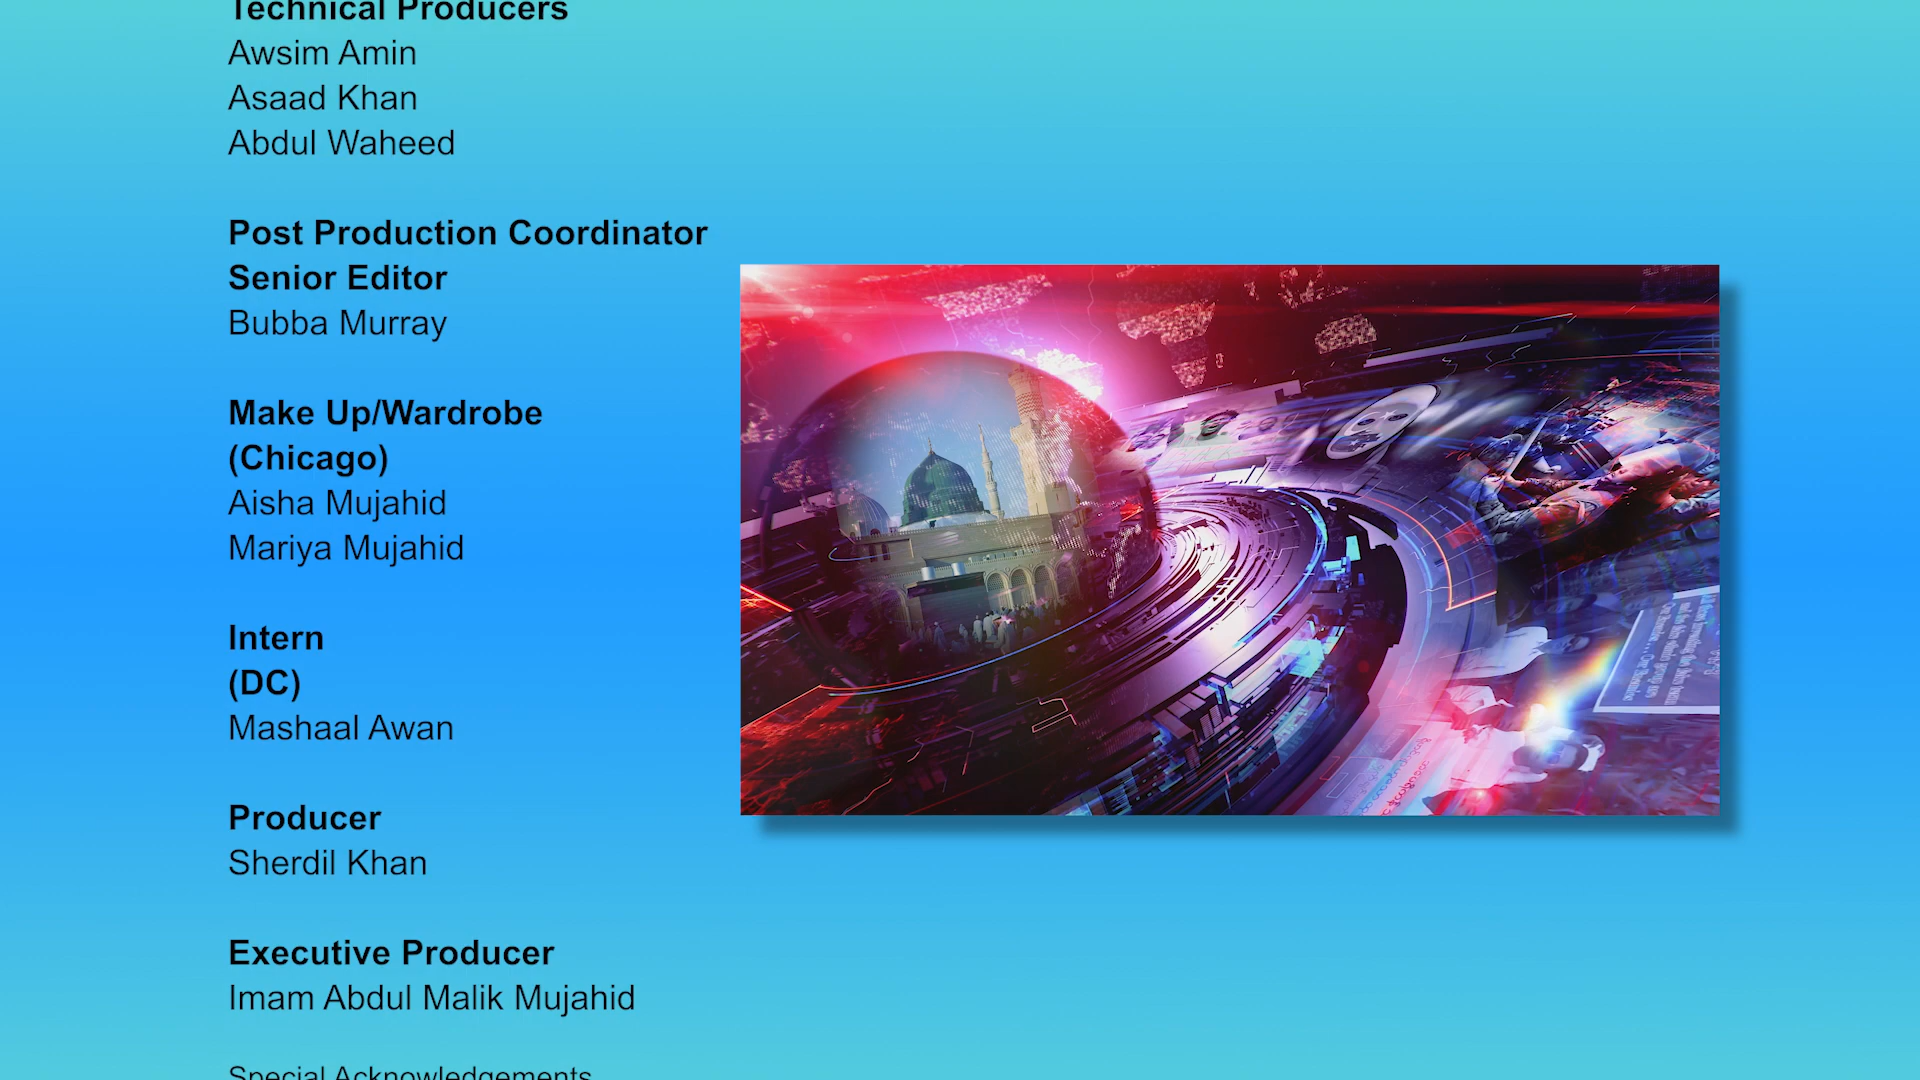 Technical Producers
Awsim Amin
Asaad Khan
Abdul Waheed
Post Production Coordinator
Senior Editor
Bubba Murray
Make Up/Wardrobe
(Chicago)
Aisha Mujahid
Mariya Mujahid
Intern
(DC)
Mashaal Awan
Producer
Sherdil Khan
Executive Producer
Imam Abdul Malik Mujahid
Special Acknowledgements